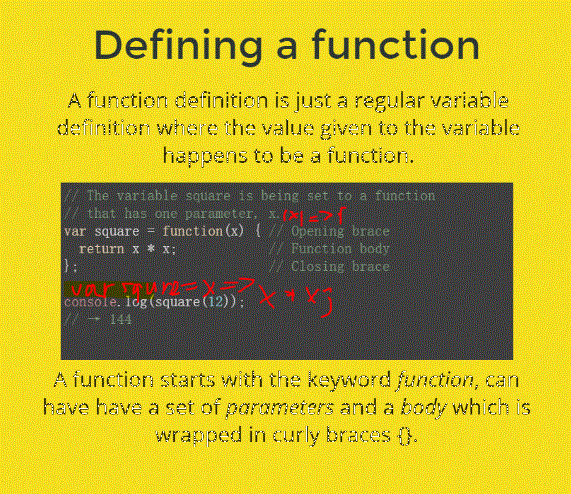 Defining a function
A function definition is just a regular variable
definition where the value given to the variable
happens to be a function.
// The variable square is being set to a function
// that has one parameter, x.
(x) => {
var square = function(x) { // Opening brace
return x * x; // Function body
}; // Closing brace
var squre = x => x * x;
console.log(square(12));
// → 144
A function starts with the keyword function, can
have have a set of parameters and a body which is
wrapped in curly braces {}.